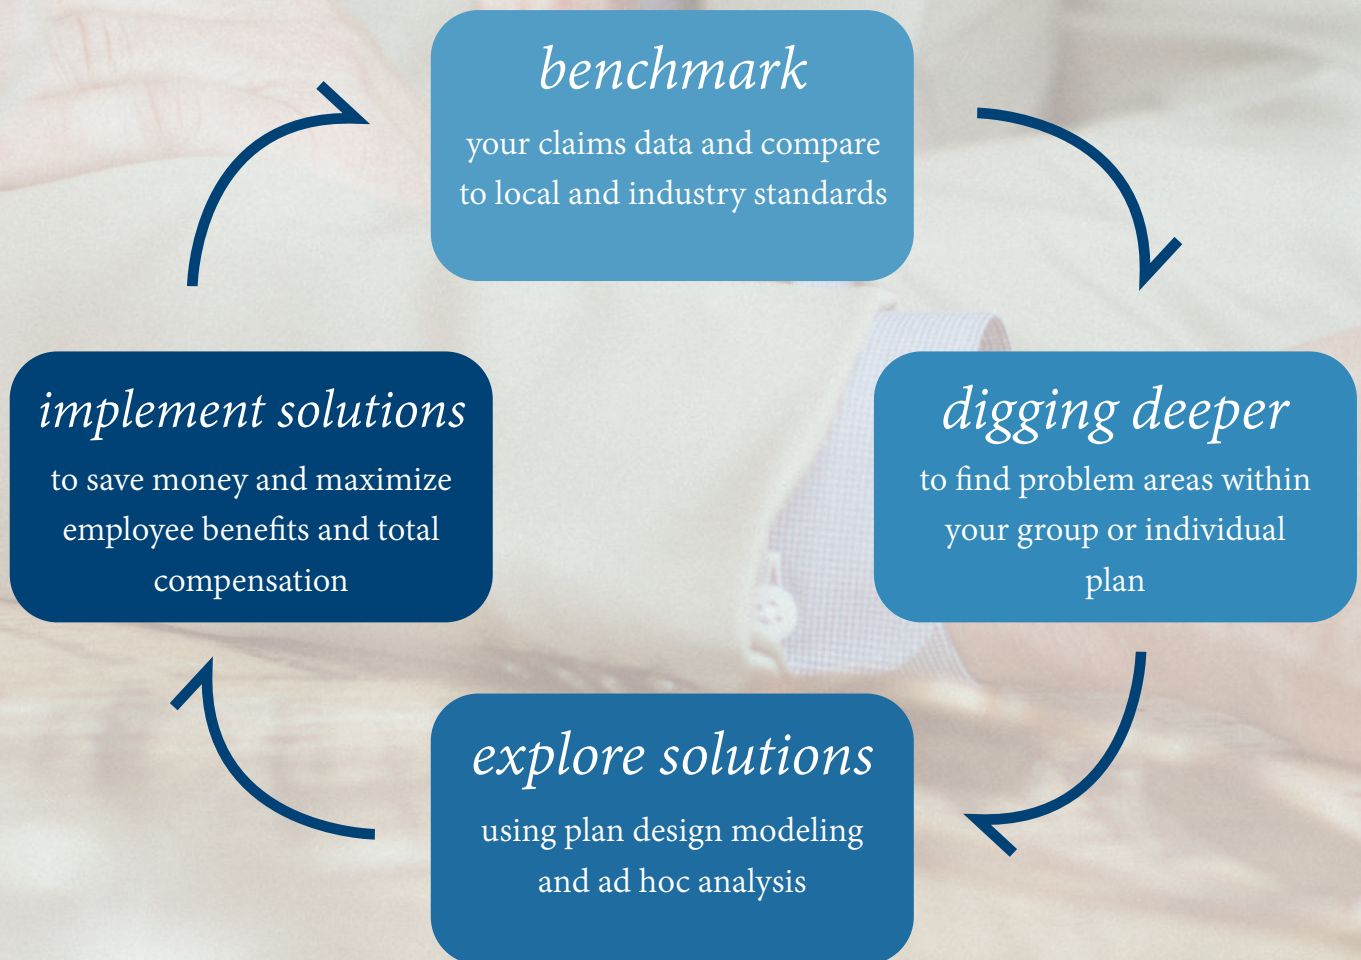 benchmark
your claims data and compare
to local and industry standards
implement solutions
to save money and maximize
employee benefits and total
compensation
digging deeper
to find problem areas within
your group or individual
plan
explore solutions
using plan design modeling
and ad hoc analysis